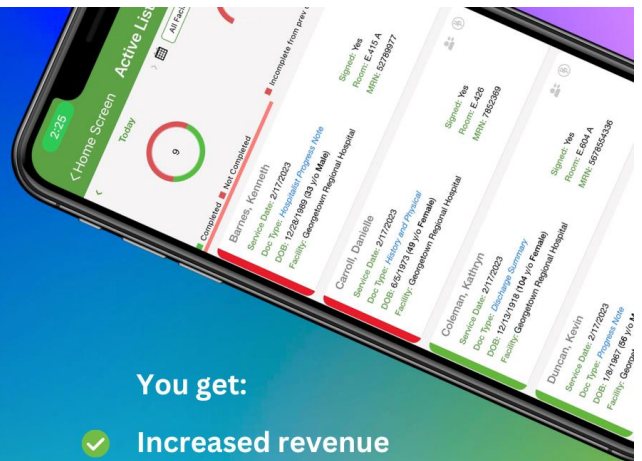 2:25
<Home Screen
Active List
All Faci
Today
9
Completed
Not Completed
Incomplete from prev d
Barnes, Kenneth
Service Date: 2/17/2023
Doc Type: Hospitalist Progress Note
DOB: 12/28/1989 (33 y/o Male)
Facility: Georgetown Regional Hospital
Signed: Yes
Room: E.415 A
MRN: 52789977
Carroll, Danielle
Service Date: 2/17/2023
Doc Type: History and Physical
DOB: 6/5/1973 (49 y/o Female)
Facility: Georgetown Regional Hospital
Signed: Yes
Room: E.426
MRN: 7852369
Coleman, Kathryn
Service Date: 2/17/2023
Doc Type: Discharge Summary
DOB: 12/13/1918 (104 y/o Female)
Facility: Georgetown Regional Hospital
Signed: Yes
Room: E.604 A
MRN: 5678554336
Duncan, Kevin
Service Date: 2/17/2023
Doc Type: Progress Note
DOB: 1/8/1967 (56 y/o M
Facility: Georget
You get:
Increased revenue